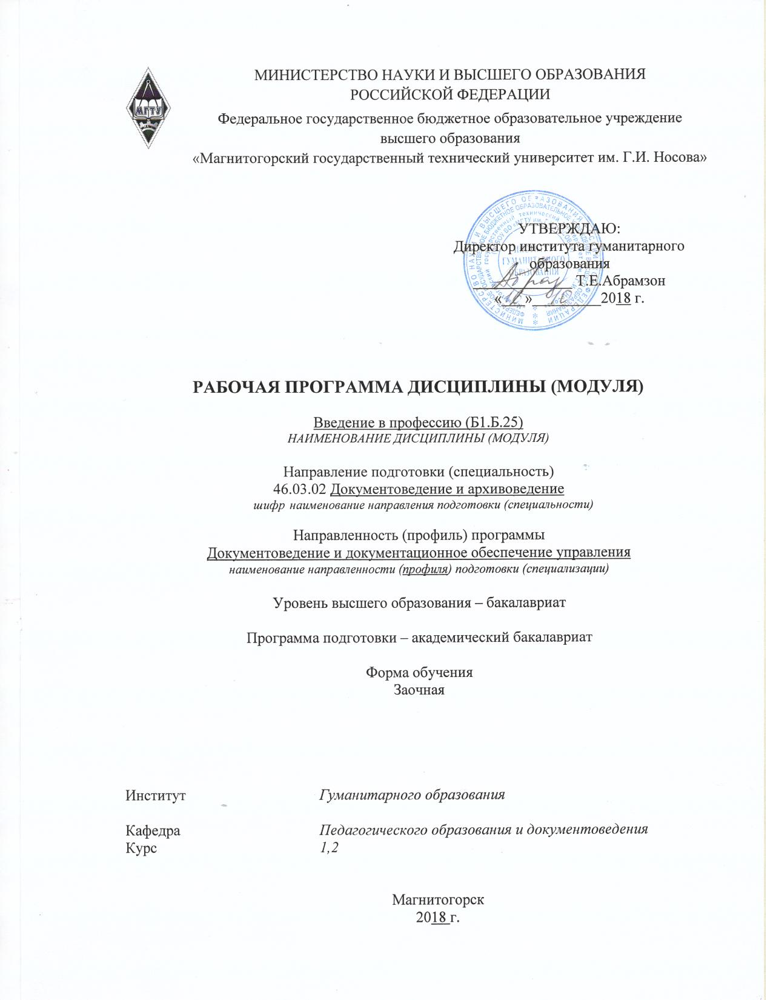 МИНИСТЕРСТВО НАУКИ И ВЫСШЕГО ОБРАЗОВАНИЯ
РОССИЙСКОЙ ФЕДЕРАЦИИ
Федеральное государственное бюджетное образовательное учреждение
высшего образования
«Магнитогорский государственный технический университет им. Г.И. Носова»
МГТУ
УТВЕРЖДАЮ:
Директор института гуманитарного
образования
Т.Е.Абрамзон
« » 2018 г.
РАБОЧАЯ ПРОГРАММА ДИСЦИПЛИНЫ (МОДУЛЯ)
Введение в профессию (Б1.Б.25)
НАИМЕНОВАНИЕ ДИСЦИПЛИНЫ (МОДУЛЯ)
Направление подготовки (специальность)
46.03.02 Документоведение и архивоведение
шифр наименование направления подготовки (специальности)
Направленность (профиль) программы
Документоведение и документационное обеспечение управления
наименование направленности (профиля) подготовки (специализации)
Уровень высшего образования – бакалавриат
Программа подготовки – академический бакалавриат
Форма обучения
Заочная
Институт Гуманитарного образования
Кафедра Педагогического образования и документоведения
Курс 1,2
Магнитогорск
2018 г.